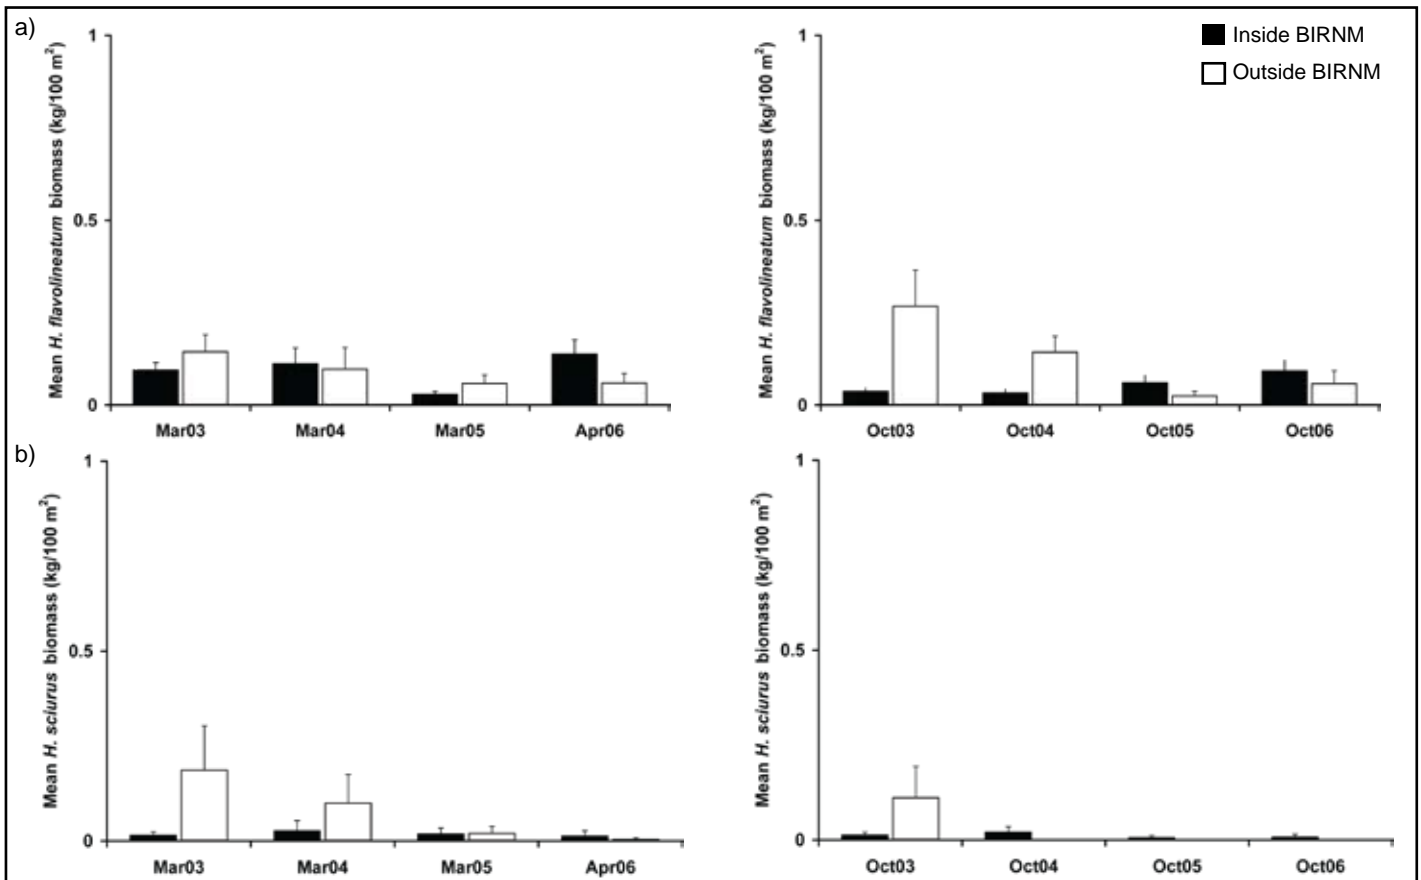 a)
Mean H. flavolineatum biomass (kg/100 m²)
1
0.5
0
Mar03 Mar04 Mar05 Apr06
Mean H. flavolineatum biomass (kg/100 m²)
1
0.5
0
Oct03 Oct04 Oct05 Oct06
Inside BIRNM
Outside BIRNM
b)
Mean H. sciurus biomass (kg/100 m²)
1
0.5
0
Mar03 Mar04 Mar05 Apr06
Mean H. sciurus biomass (kg/100 m²)
1
0.5
0
Oct03 Oct04 Oct05 Oct06